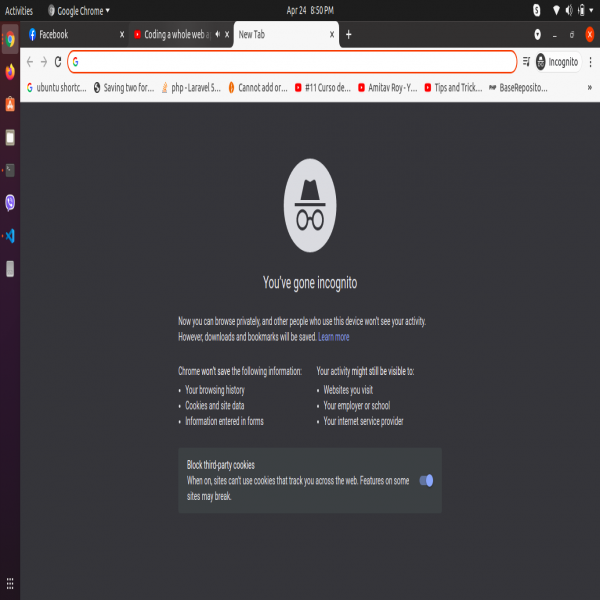 Activities Google Chrome Apr 24 8:50 PM
Facebook Coding a whole web a New Tab
Incognito
ubuntu shortc... Saving two for... php - Laravel 5... Cannot add or... #11 Curso de... Amitav Roy - Y... Tips and Trick... PHP BaseReposito... »
You've gone incognito
Now you can browse privately, and other people who use this device won't see your activity.
However, downloads and bookmarks will be saved. Learn more
Chrome won't save the following information: Your activity might still be visible to:
• Your browsing history • Websites you visit
• Cookies and site data • Your employer or school
• Information entered in forms • Your internet service provider
Block third-party cookies
When on, sites can't use cookies that track you across the web. Features on some
sites may break.